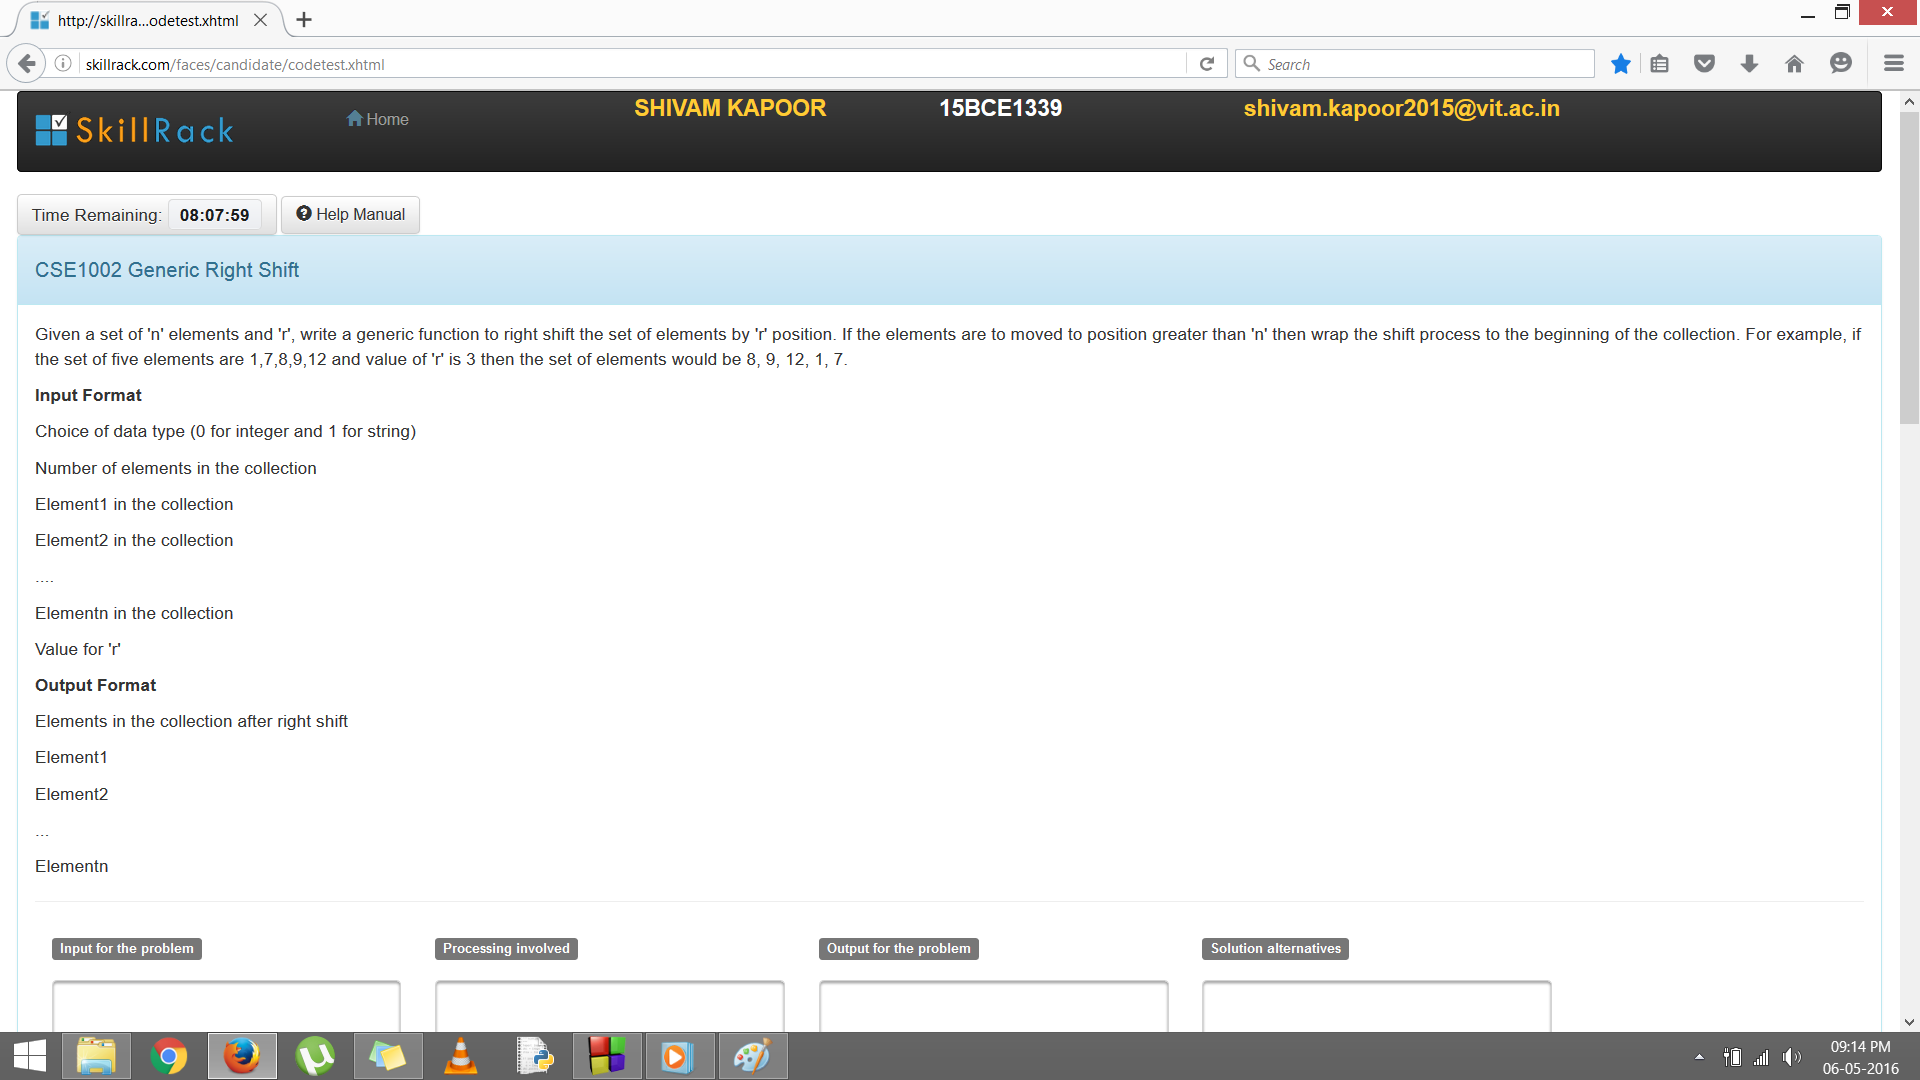 http://skillra...odetest.xhtml
skillrack.com/faces/candidate/codetest.xhtml
Search
SkillRack
Home
SHIVAM KAPOOR
15BCE1339
shivam.kapoor2015@vit.ac.in
Time Remaining: 08:07:59
Help Manual
CSE1002 Generic Right Shift
Given a set of 'n' elements and 'r', write a generic function to right shift the set of elements by 'r' position. If the elements are to moved to position greater than 'n' then wrap the shift process to the beginning of the collection. For example, if
the set of five elements are 1,7,8,9,12 and value of 'r' is 3 then the set of elements would be 8, 9, 12, 1, 7.
Input Format
Choice of data type (0 for integer and 1 for string)
Number of elements in the collection
Element1 in the collection
Element2 in the collection
....
Elementn in the collection
Value for 'r'
Output Format
Elements in the collection after right shift
Element1
Element2
...
Elementn
Input for the problem
Processing involved
Output for the problem
Solution alternatives
09:14 PM
06-05-2016